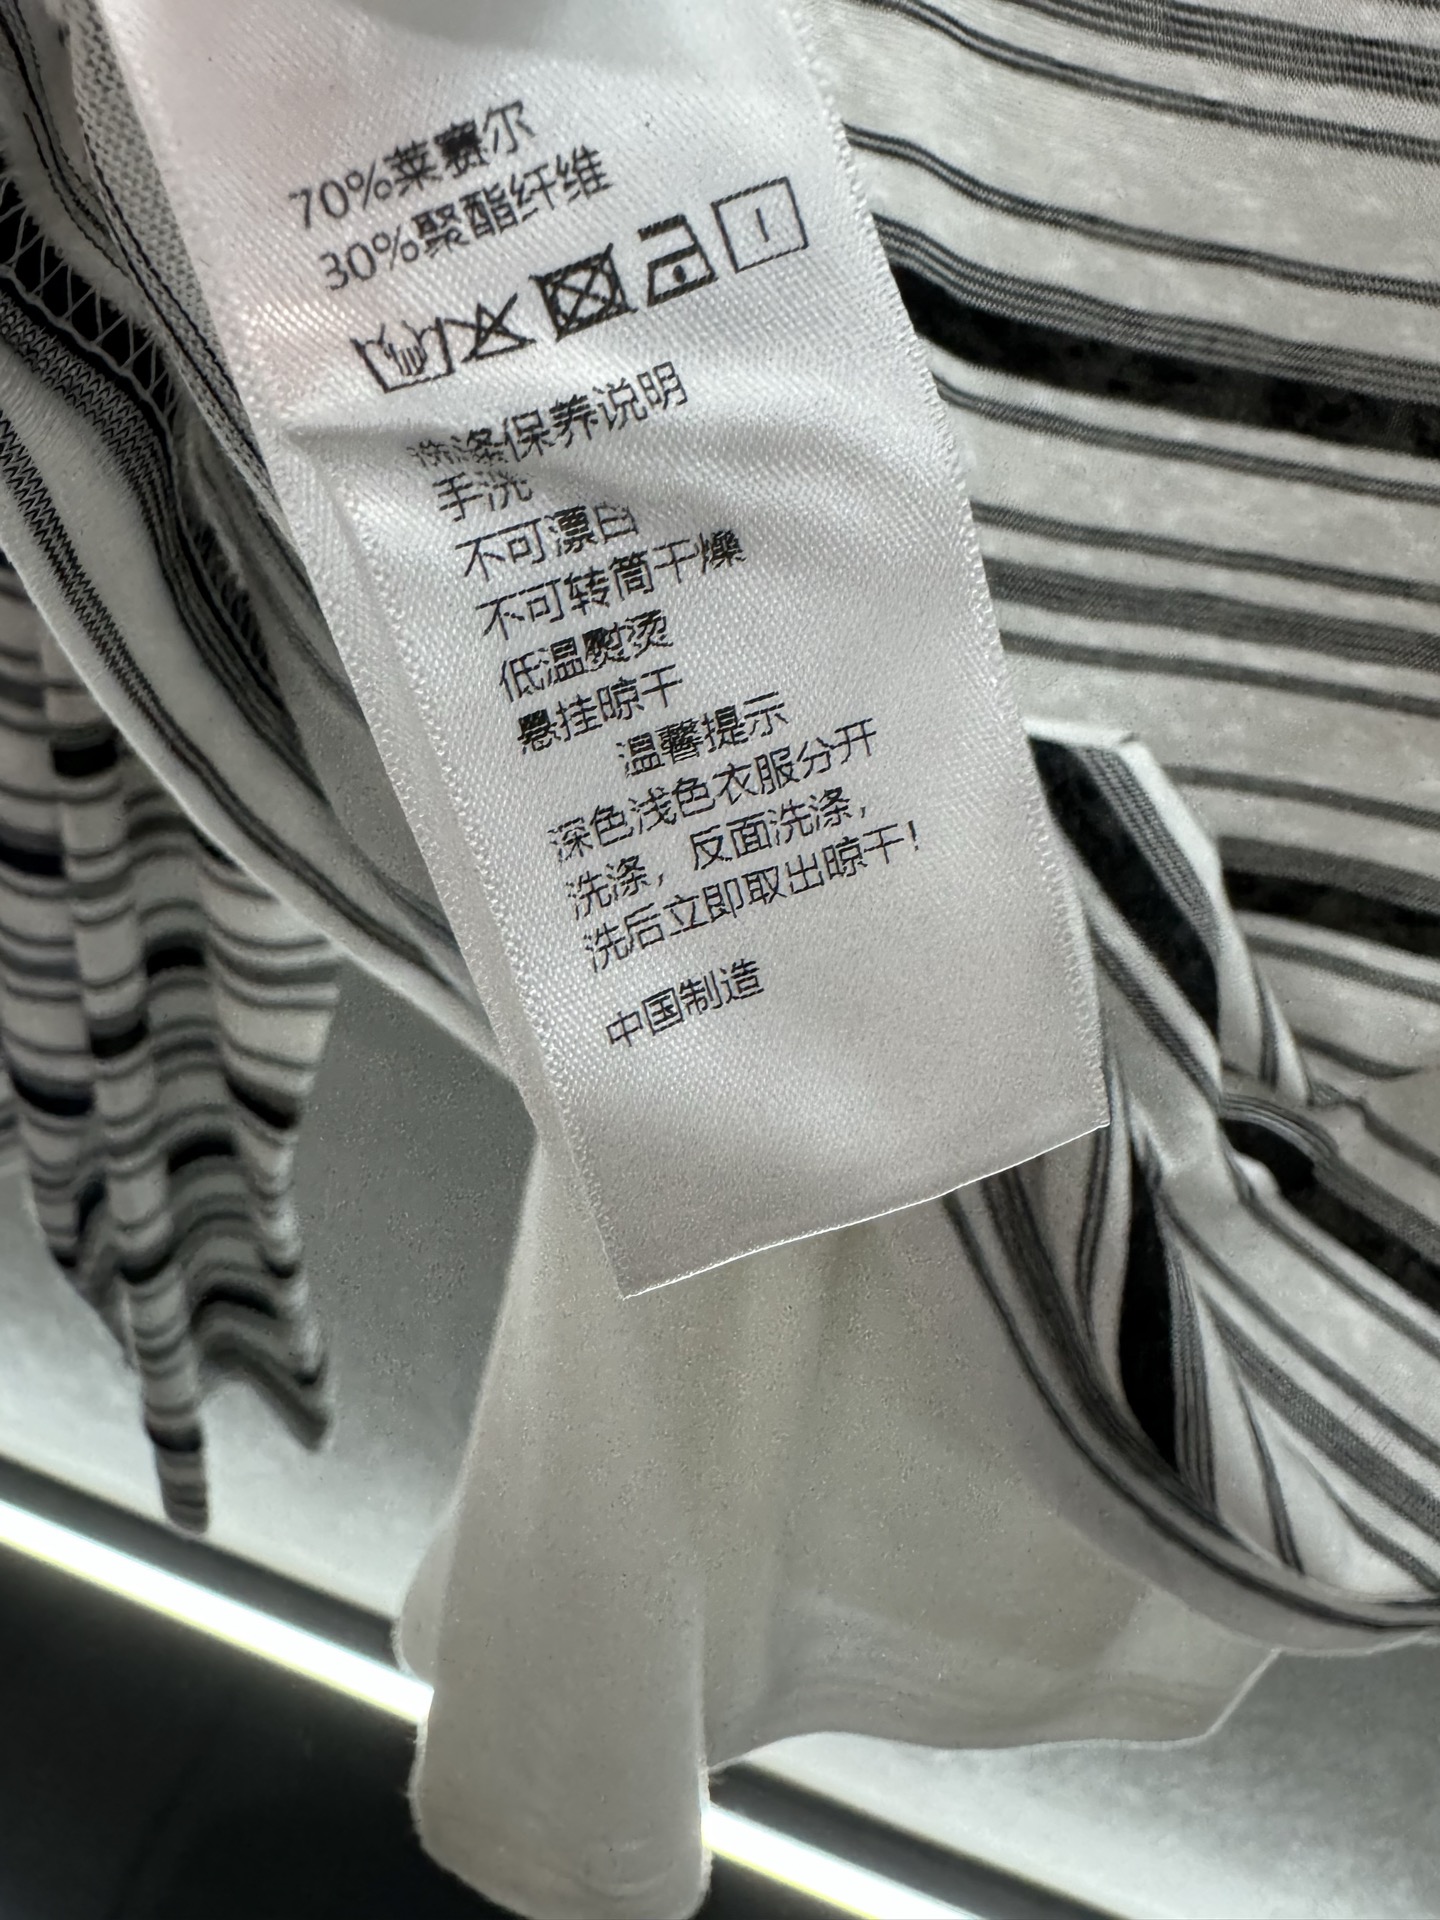 70%莱赛尔
30%聚酯纤维
洗涤保养说明
手洗
不可漂白
不可转筒干燥
低温熨烫
悬挂晾干
温馨提示
深色浅色衣服分开
洗涤，反面洗涤，
洗后立即取出晾干！
中国制造